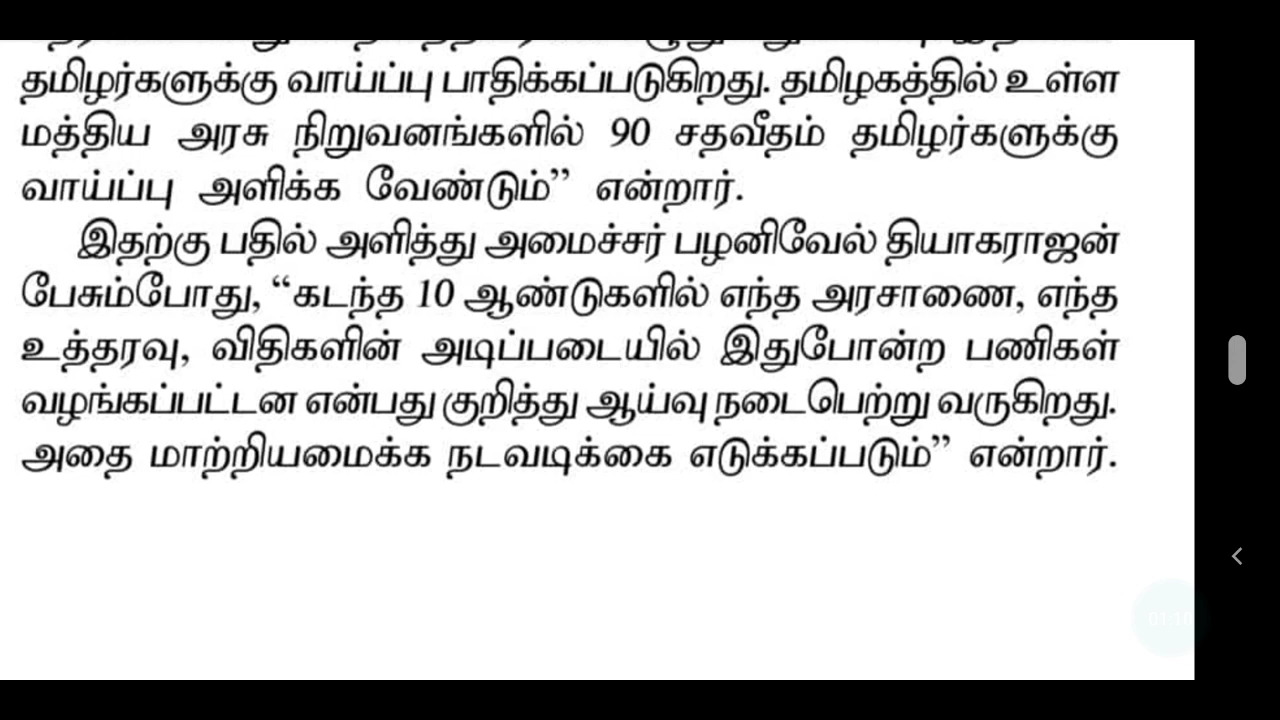 தமிழர்களுக்கு வாய்ப்பு பாதிக்கப்படுகிறது. தமிழகத்தில் உள்ள
மத்திய அரசு நிறுவனங்களில் 90 சதவீதம் தமிழர்களுக்கு
வாய்ப்பு அளிக்க வேண்டும்” என்றார்.
இதற்கு பதில் அளித்து அமைச்சர் பழனிவேல் தியாகராஜன்
பேசும்போது, “கடந்த 10 ஆண்டுகளில் எந்த அரசாணை, எந்த
உத்தரவு, விதிகளின் அடிப்படையில் இதுபோன்ற பணிகள்
வழங்கப்பட்டன என்பது குறித்து ஆய்வு நடைபெற்று வருகிறது.
அதை மாற்றியமைக்க நடவடிக்கை எடுக்கப்படும்” என்றார்.